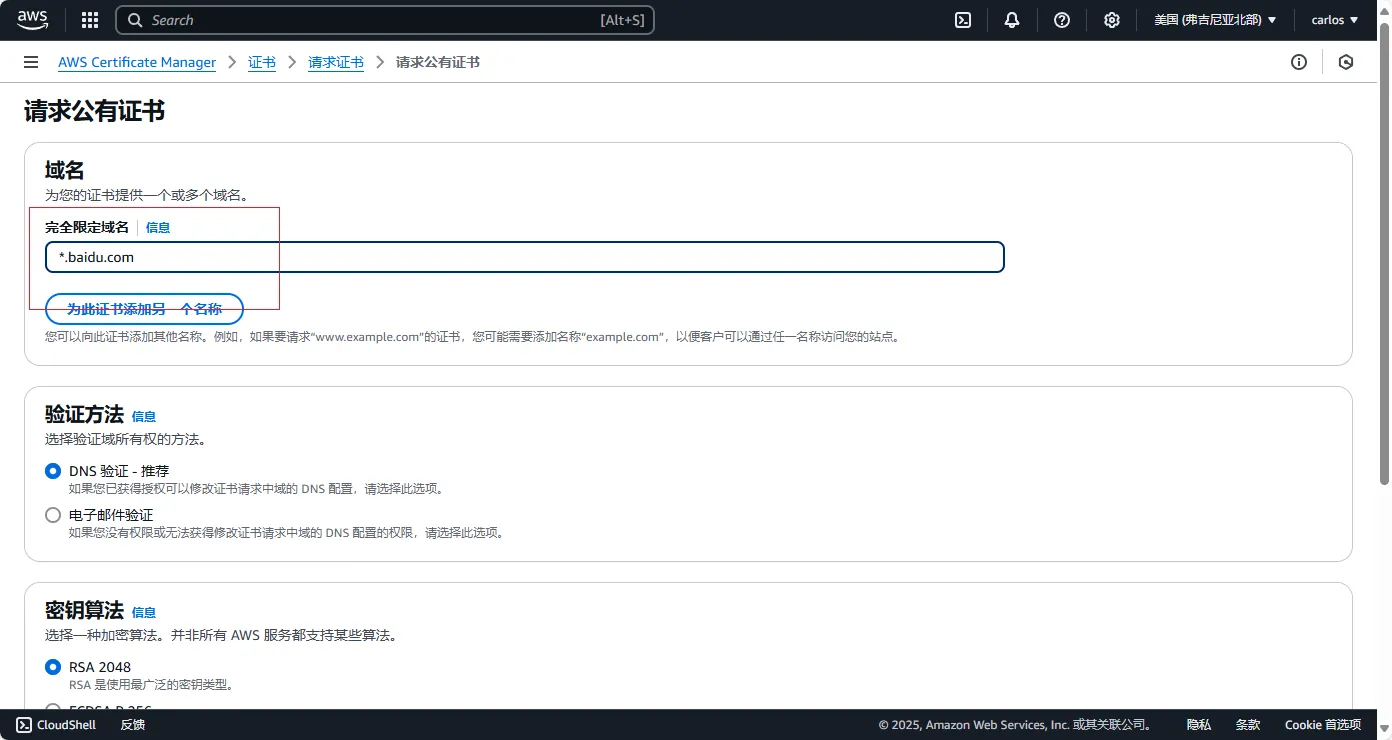 aws
Search [Alt+S] 美国 (弗吉尼亚北部) carlos
AWS Certificate Manager 证书 请求证书 请求公有证书
请求公有证书
域名
为您的证书提供一个或多个域名。
完全限定域名 信息
*.baidu.com
为此证书添加另一个名称
您可以向此证书添加其他名称。例如，如果要请求“www.example.com”的证书，您可能需要添加名称“example.com”，以便客户可以通过任一名称访问您的站点。
验证方法 信息
选择验证域所有权的方法。
DNS 验证 - 推荐
如果您已获得授权可以修改证书请求中域的 DNS 配置，请选择此选项。
电子邮件验证
如果您没有权限或无法获得修改证书请求中域的 DNS 配置的权限，请选择此选项。
密钥算法 信息
选择一种加密算法。并非所有 AWS 服务都支持某些算法。
RSA 2048
RSA 是使用最广泛的密钥类型。
ECDSA P 256
CloudShell 反馈 © 2025, Amazon Web Services, Inc. 或其关联公司。 隐私 条款 Cookie 首选项